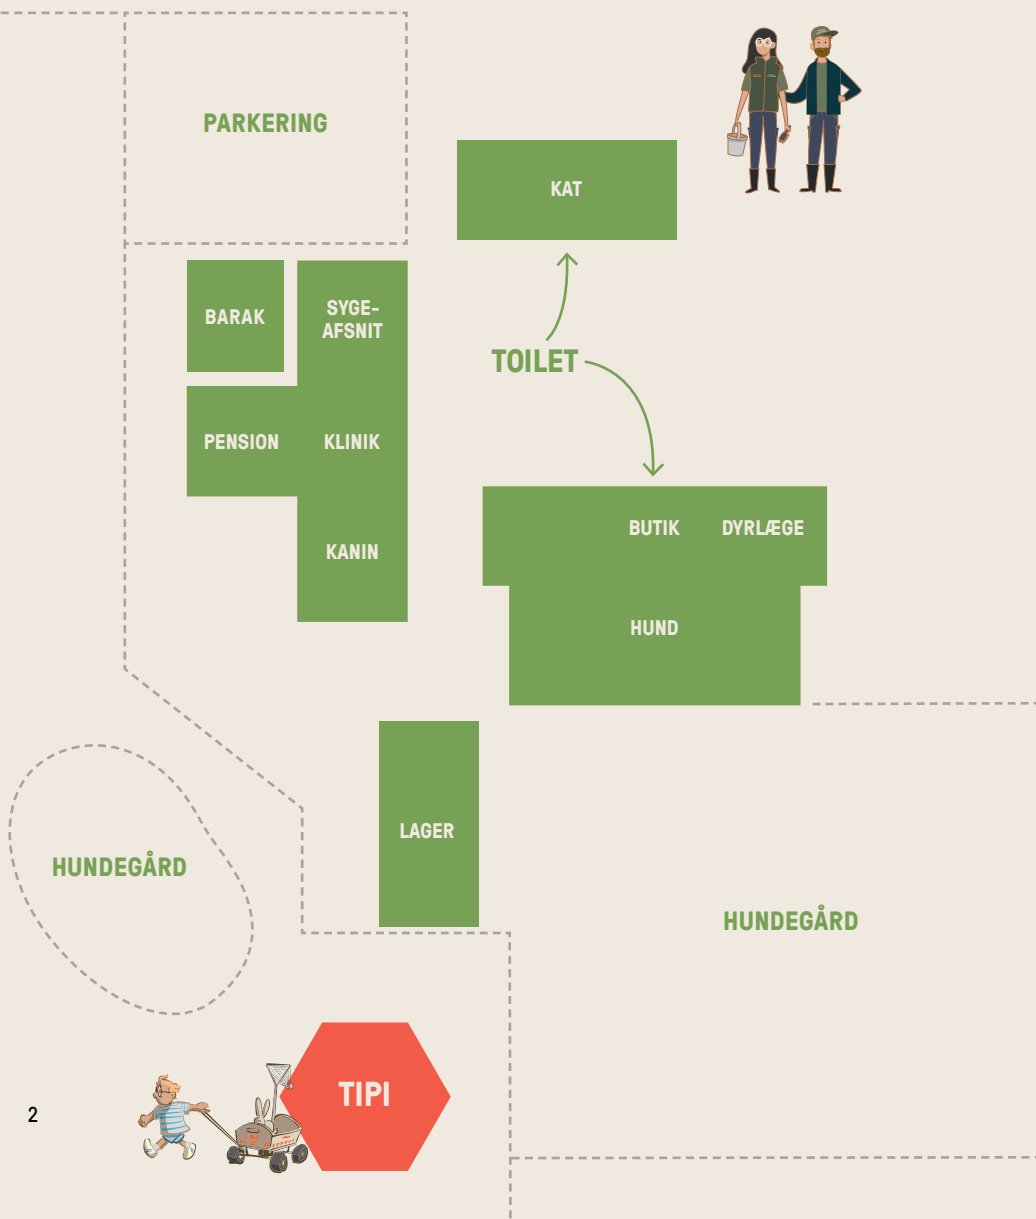 PARKERING
KAT
BARAK
SYGE-
AFSNIT
TOILET
PENSION
KLINIK
KANIN
BUTIK
DYRLÆGE
HUND
LAGER
HUNDEGÅRD
HUNDEGÅRD
TIPI
2